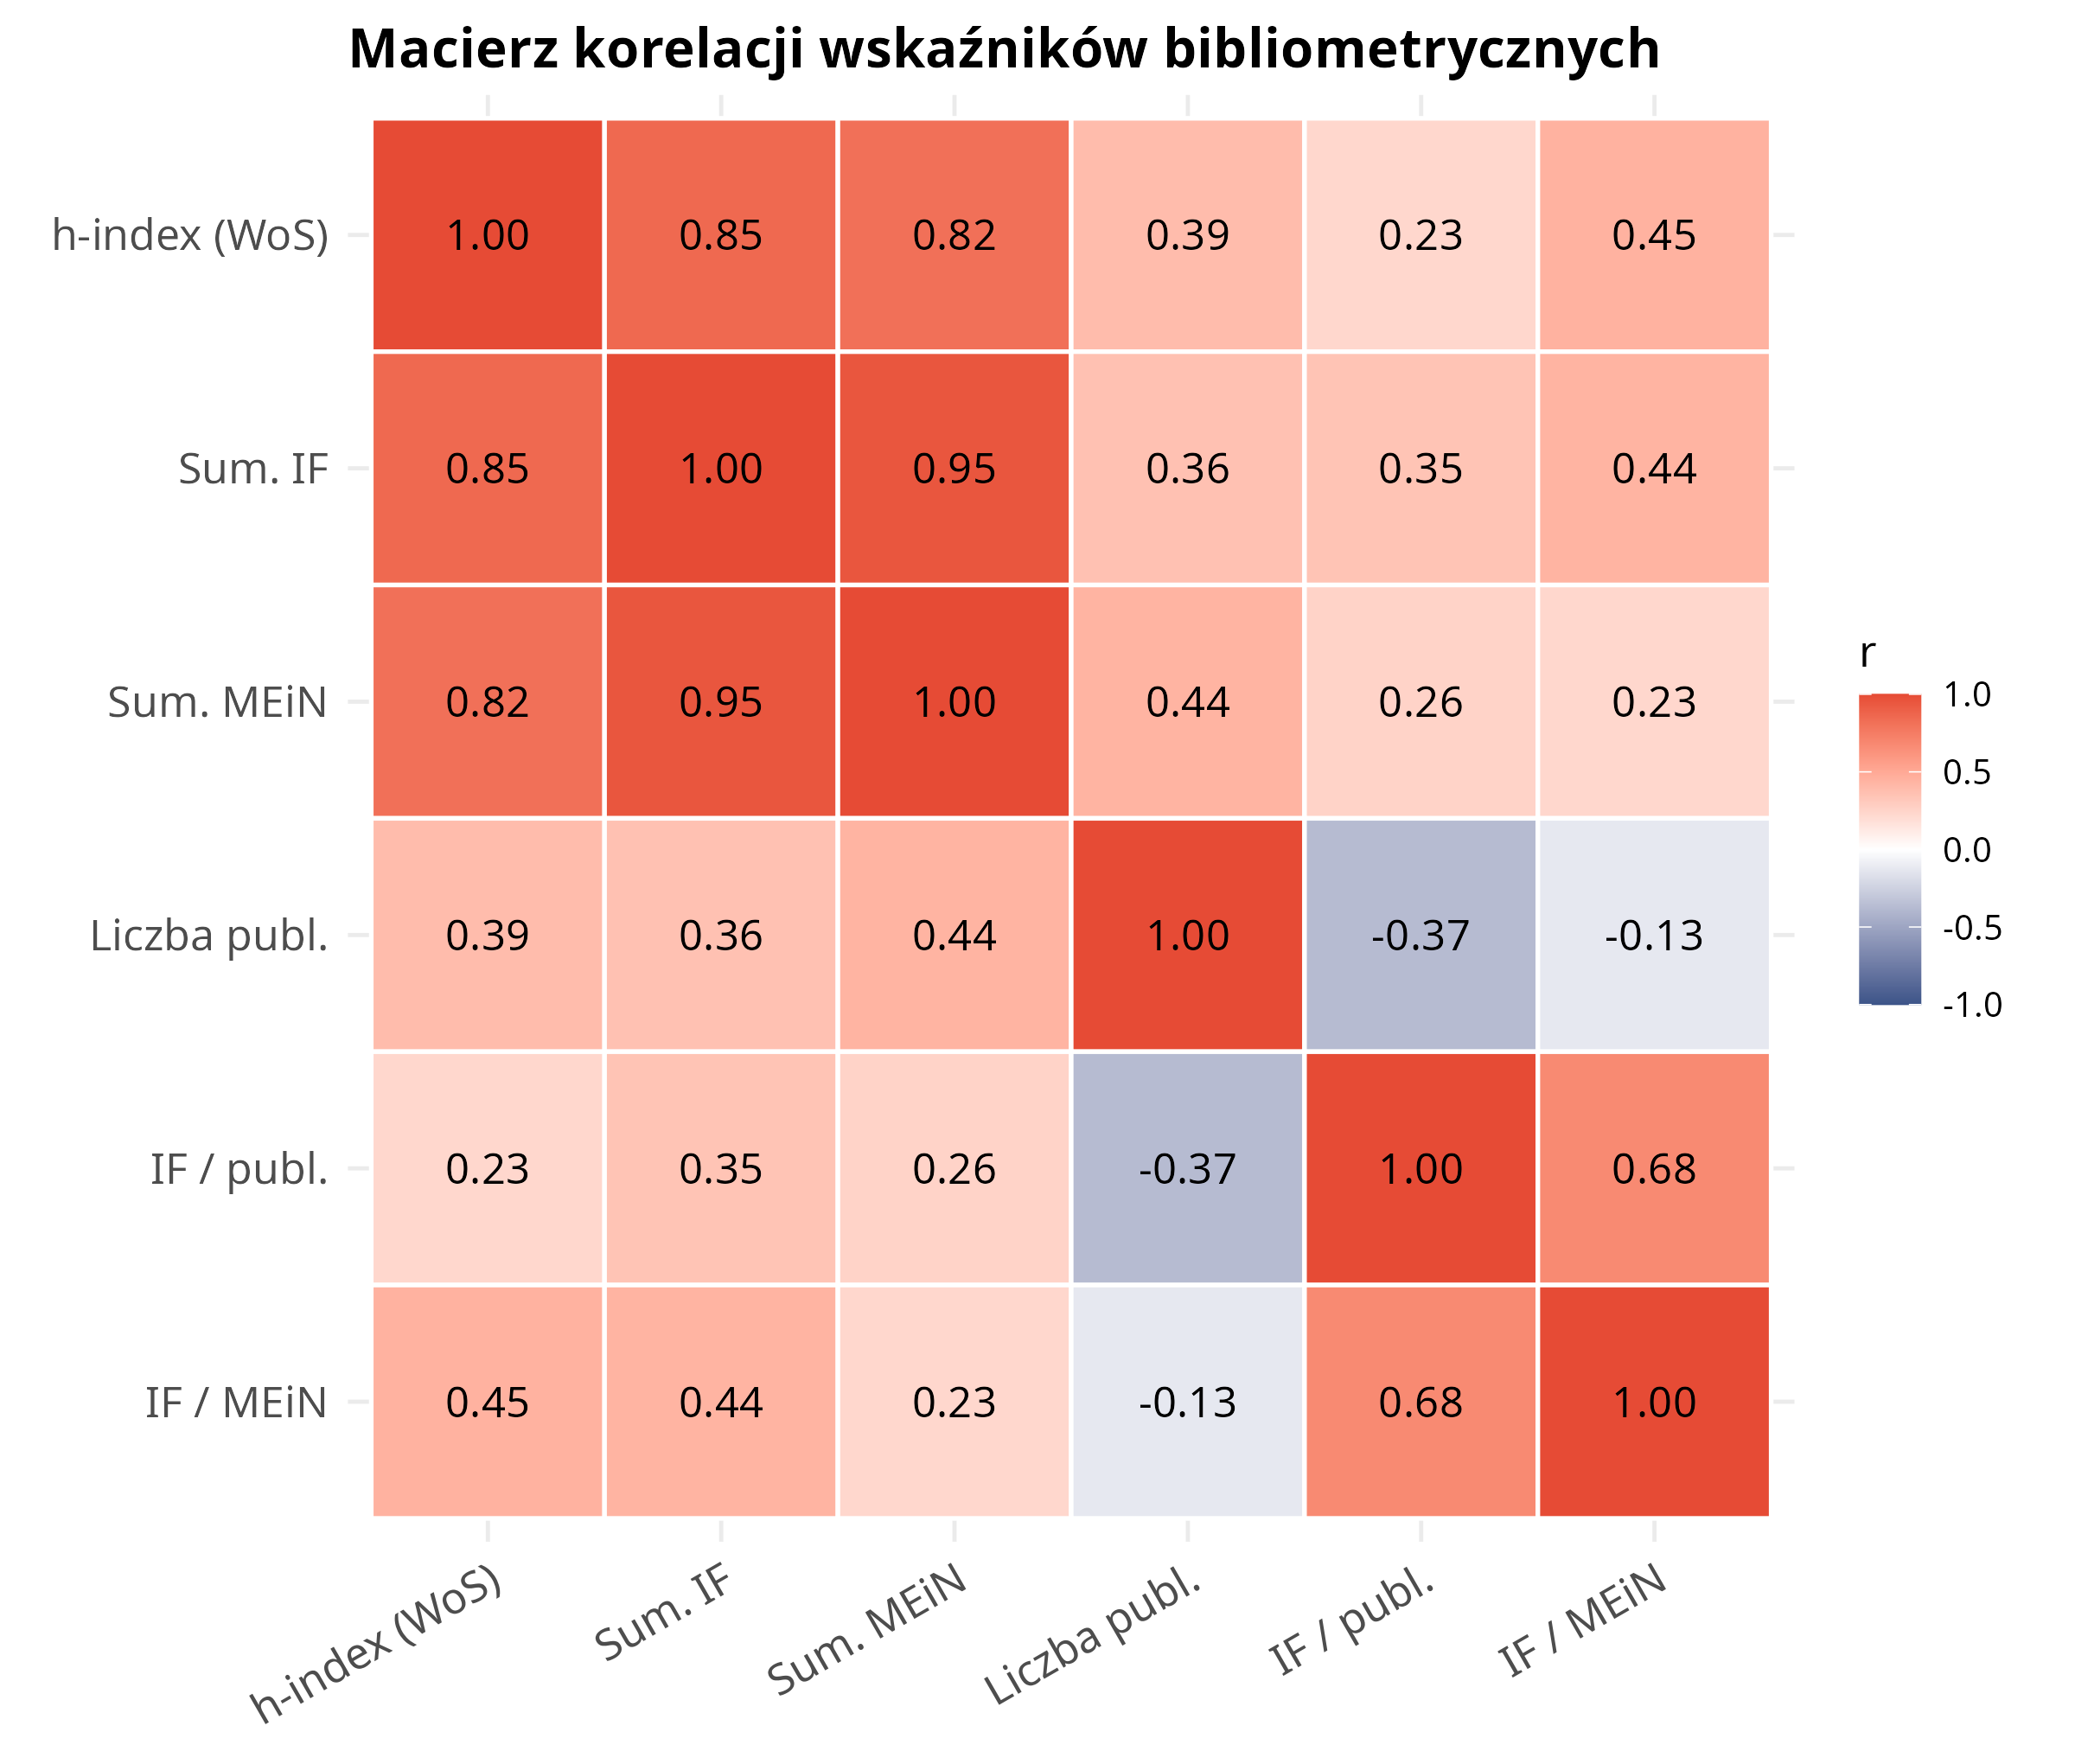 Macierz korelacji wskaźników bibliometrycznych
h-index (WoS) 1.00 0.85 0.82 0.39 0.23 0.45
Sum. IF 0.85 1.00 0.95 0.36 0.35 0.44
Sum. MEiN 0.82 0.95 1.00 0.44 0.26 0.23
Liczba publ. 0.39 0.36 0.44 1.00 -0.37 -0.13
IF / publ. 0.23 0.35 0.26 -0.37 1.00 0.68
IF / MEiN 0.45 0.44 0.23 -0.13 0.68 1.00
h-index (WoS) Sum. IF Sum. MEiN Liczba publ. IF / publ. IF / MEiN
r
1.0
0.5
0.0
-0.5
-1.0